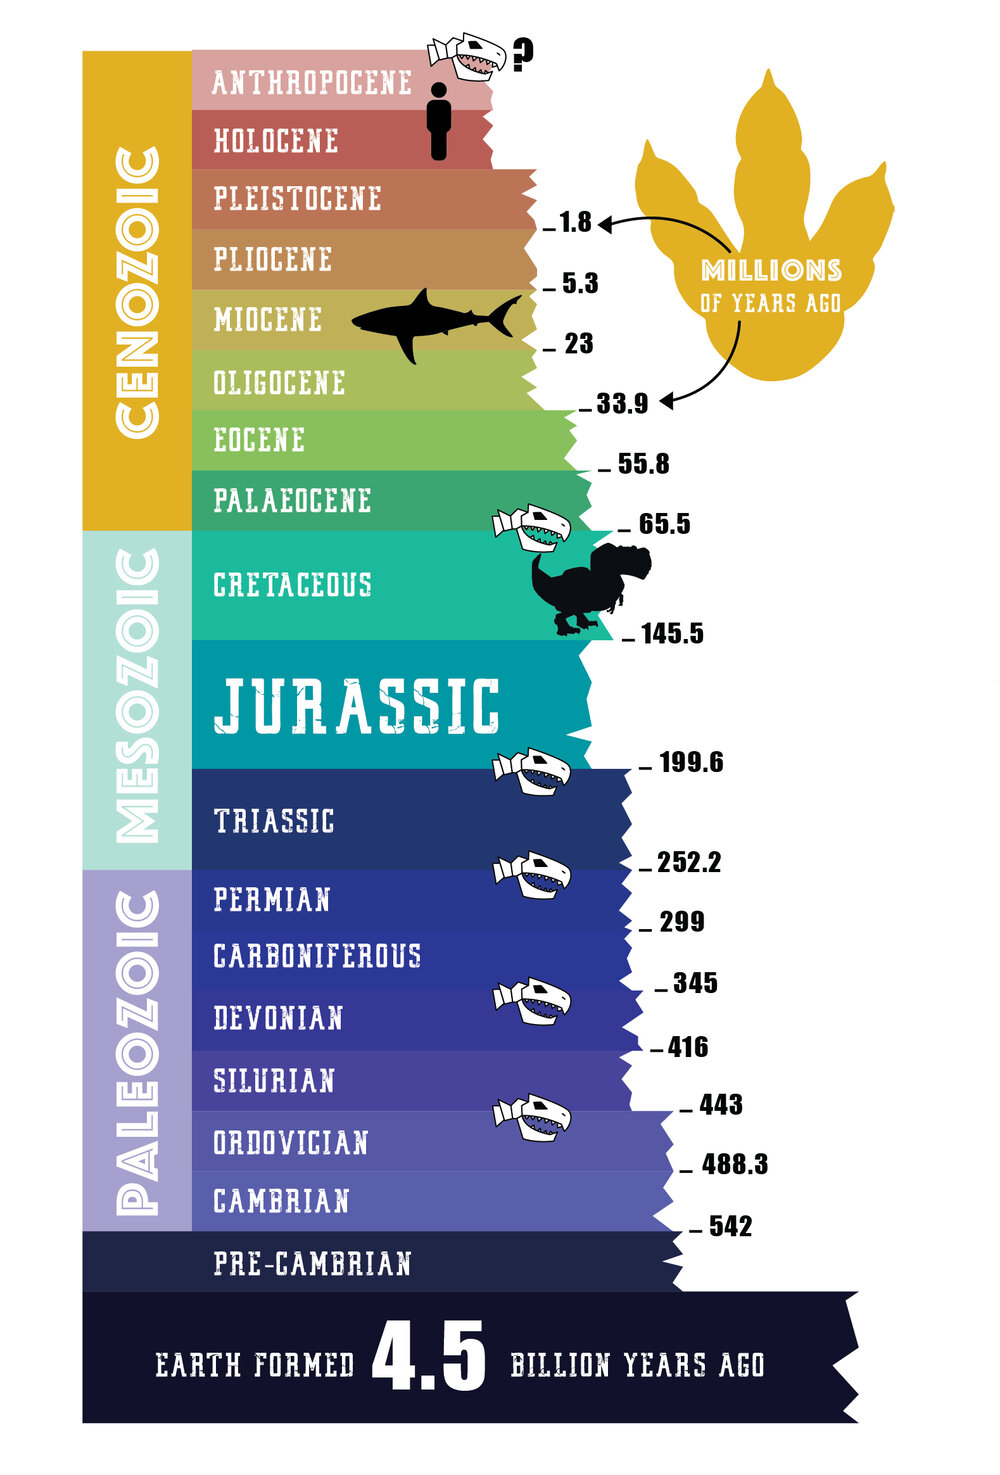 CENOZOIC
ANTHROPOCENE
?
HOLOCENE
PLEISTOCENE
1.8
PLIOCENE
5.3
MIOCENE
23
OLIGOCENE
33.9
EOCENE
55.8
PALAEOCENE
65.5
MILLIONS
OF YEARS AGO
MESOZOIC
CRETACEOUS
145.5
JURASSIC
199.6
TRIASSIC
252.2
PALEOZOIC
PERMIAN
299
CARBONIFEROUS
345
DEVONIAN
416
SILURIAN
443
ORDOVICIAN
488.3
CAMBRIAN
542
PRE-CAMBRIAN
EARTH FORMED 4.5 BILLION YEARS AGO